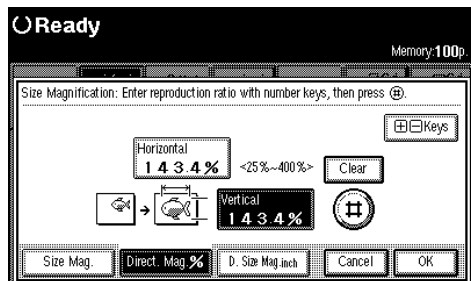 Ready
Memory:100p.
Size Magnification: Enter reproduction ratio with number keys, then press ⌗.
⊞⊟Keys
Horizontal
143.4% <25%~400%> Clear
Vertical
143.4% #
Size Mag. Direct. Mag.% D. Size Mag.inch Cancel OK